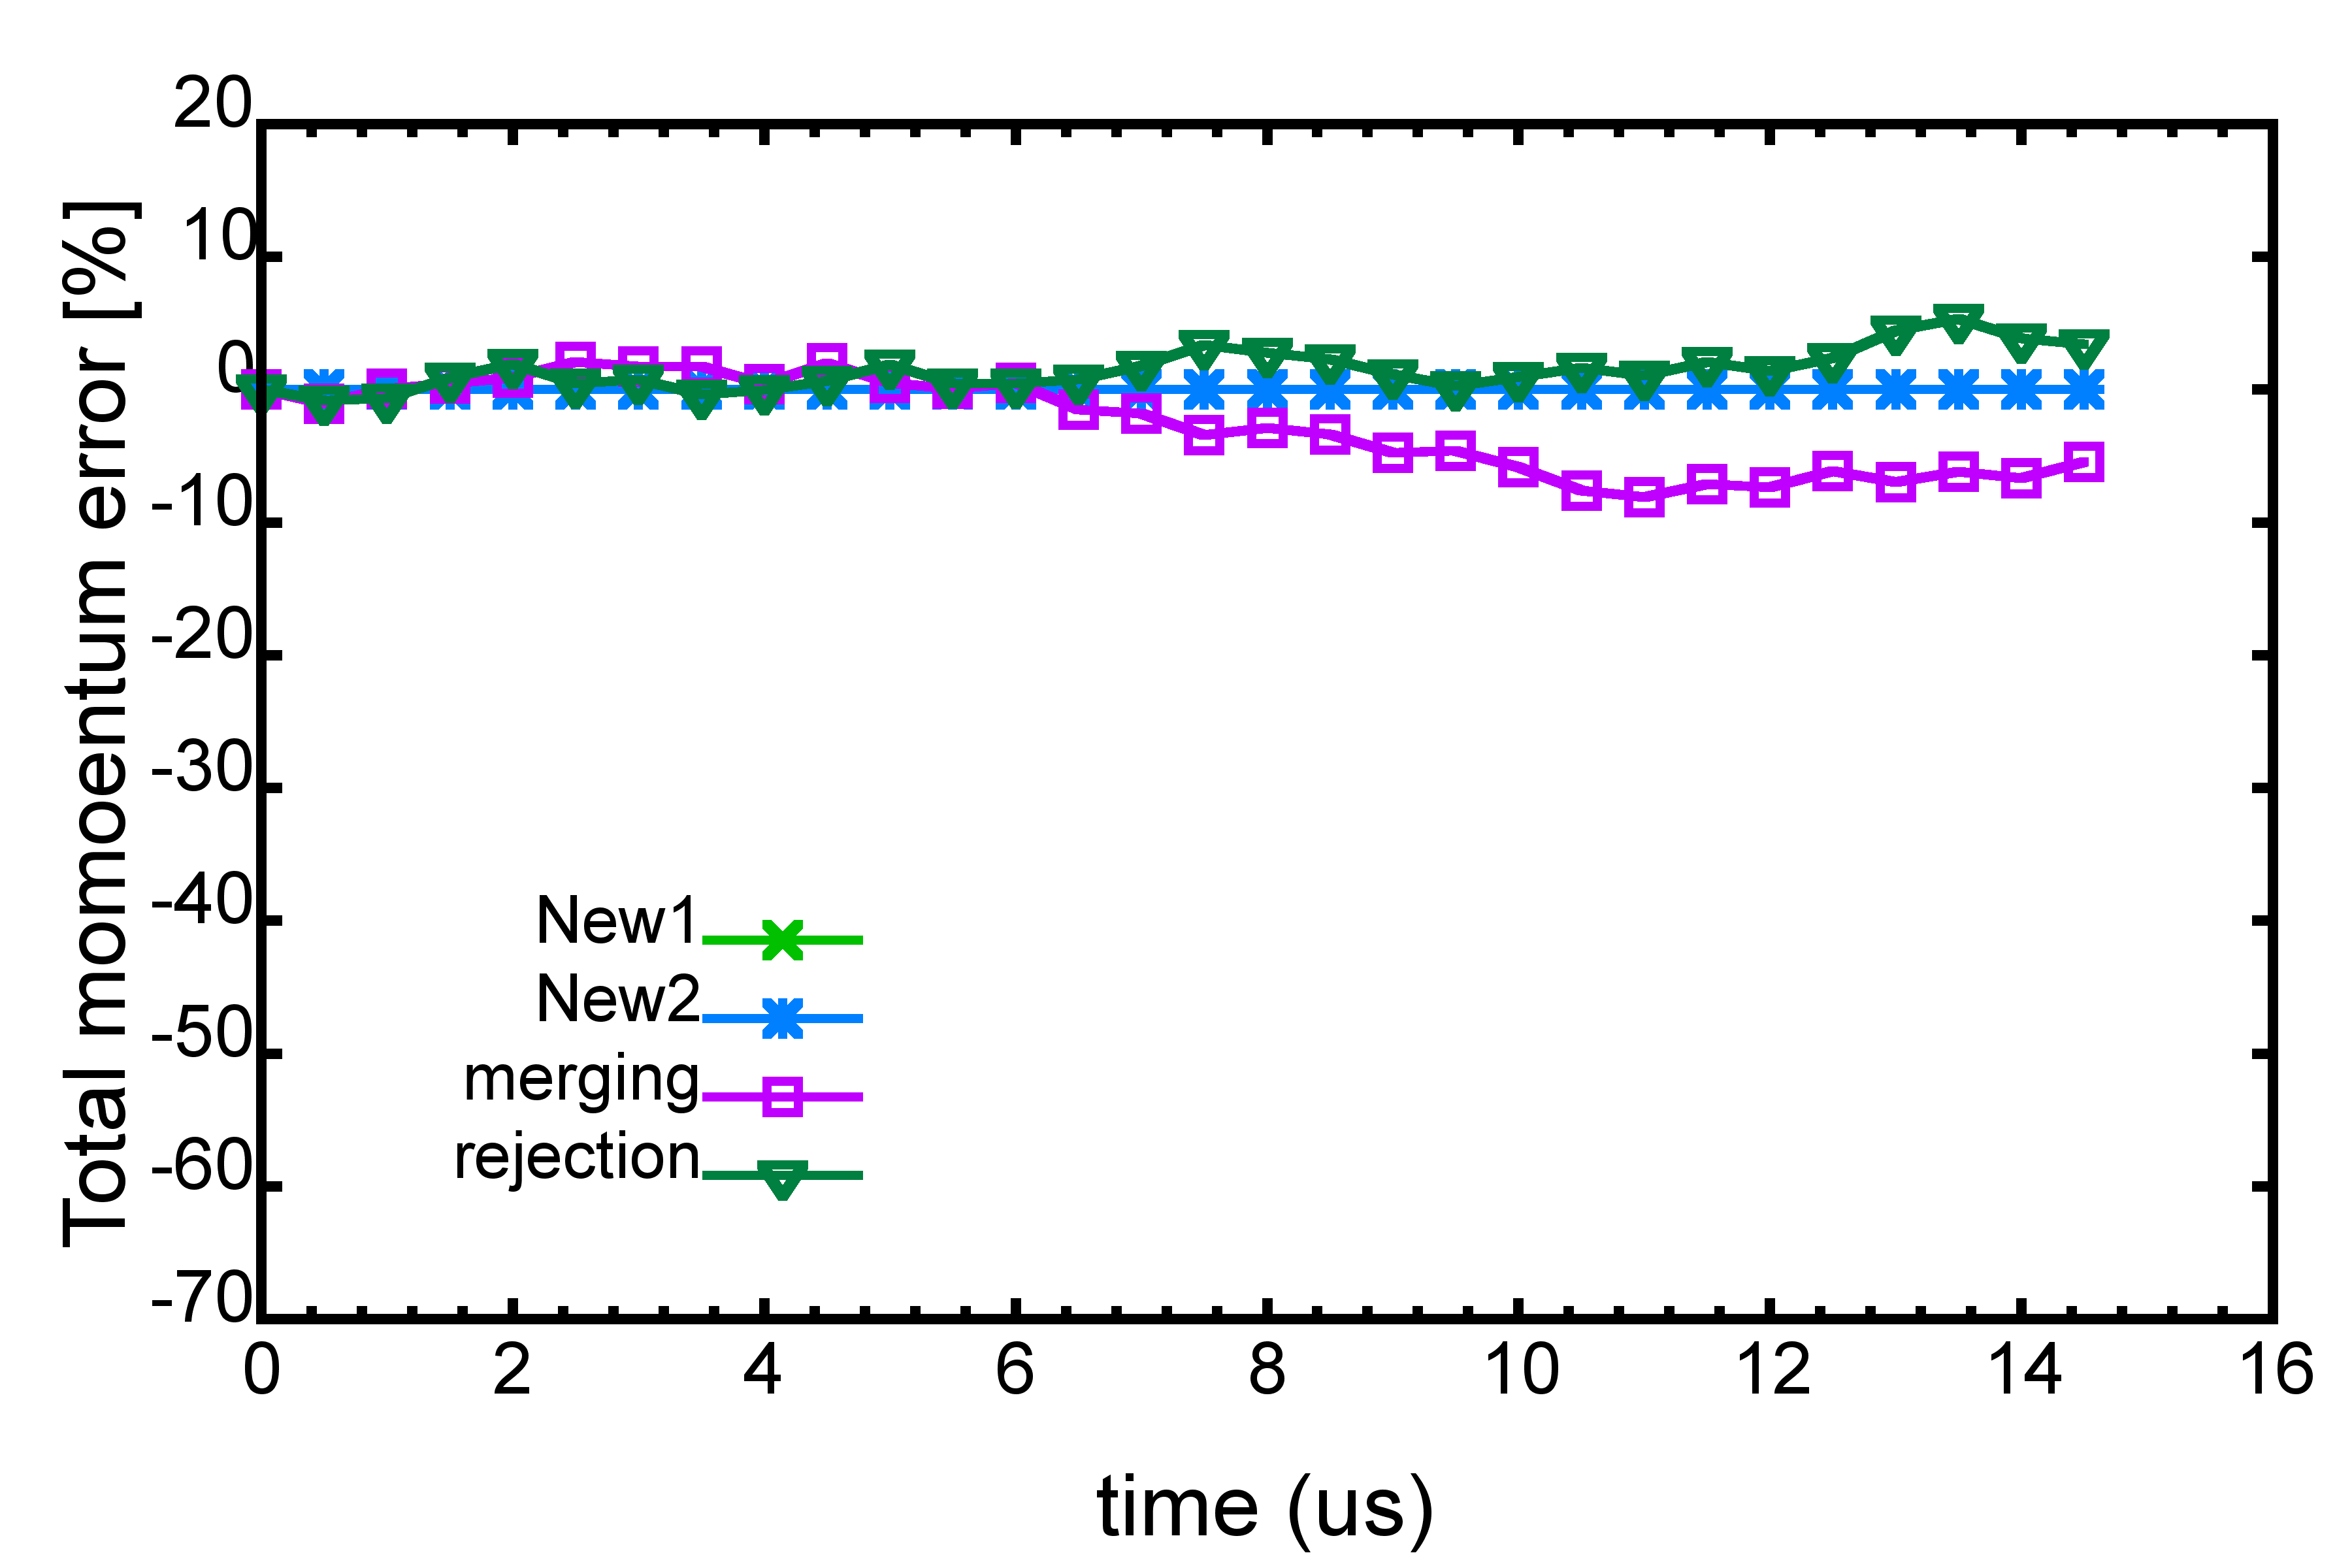 Total momoentum error [%]
20
10
0
-10
-20
-30
-40
-50
-60
-70
New1
New2
merging
rejection
0 2 4 6 8 10 12 14 16
time (us)